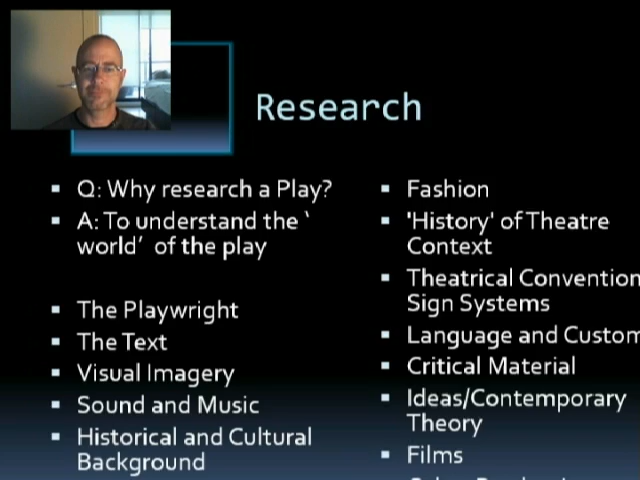 Research
Q: Why research a Play?
A: To understand the ‘
world’ of the play
The Playwright
The Text
Visual Imagery
Sound and Music
Historical and Cultural
Background
Fashion
'History' of Theatre
Context
Theatrical Convention
Sign Systems
Language and Custom
Critical Material
Ideas/Contemporary
Theory
Films